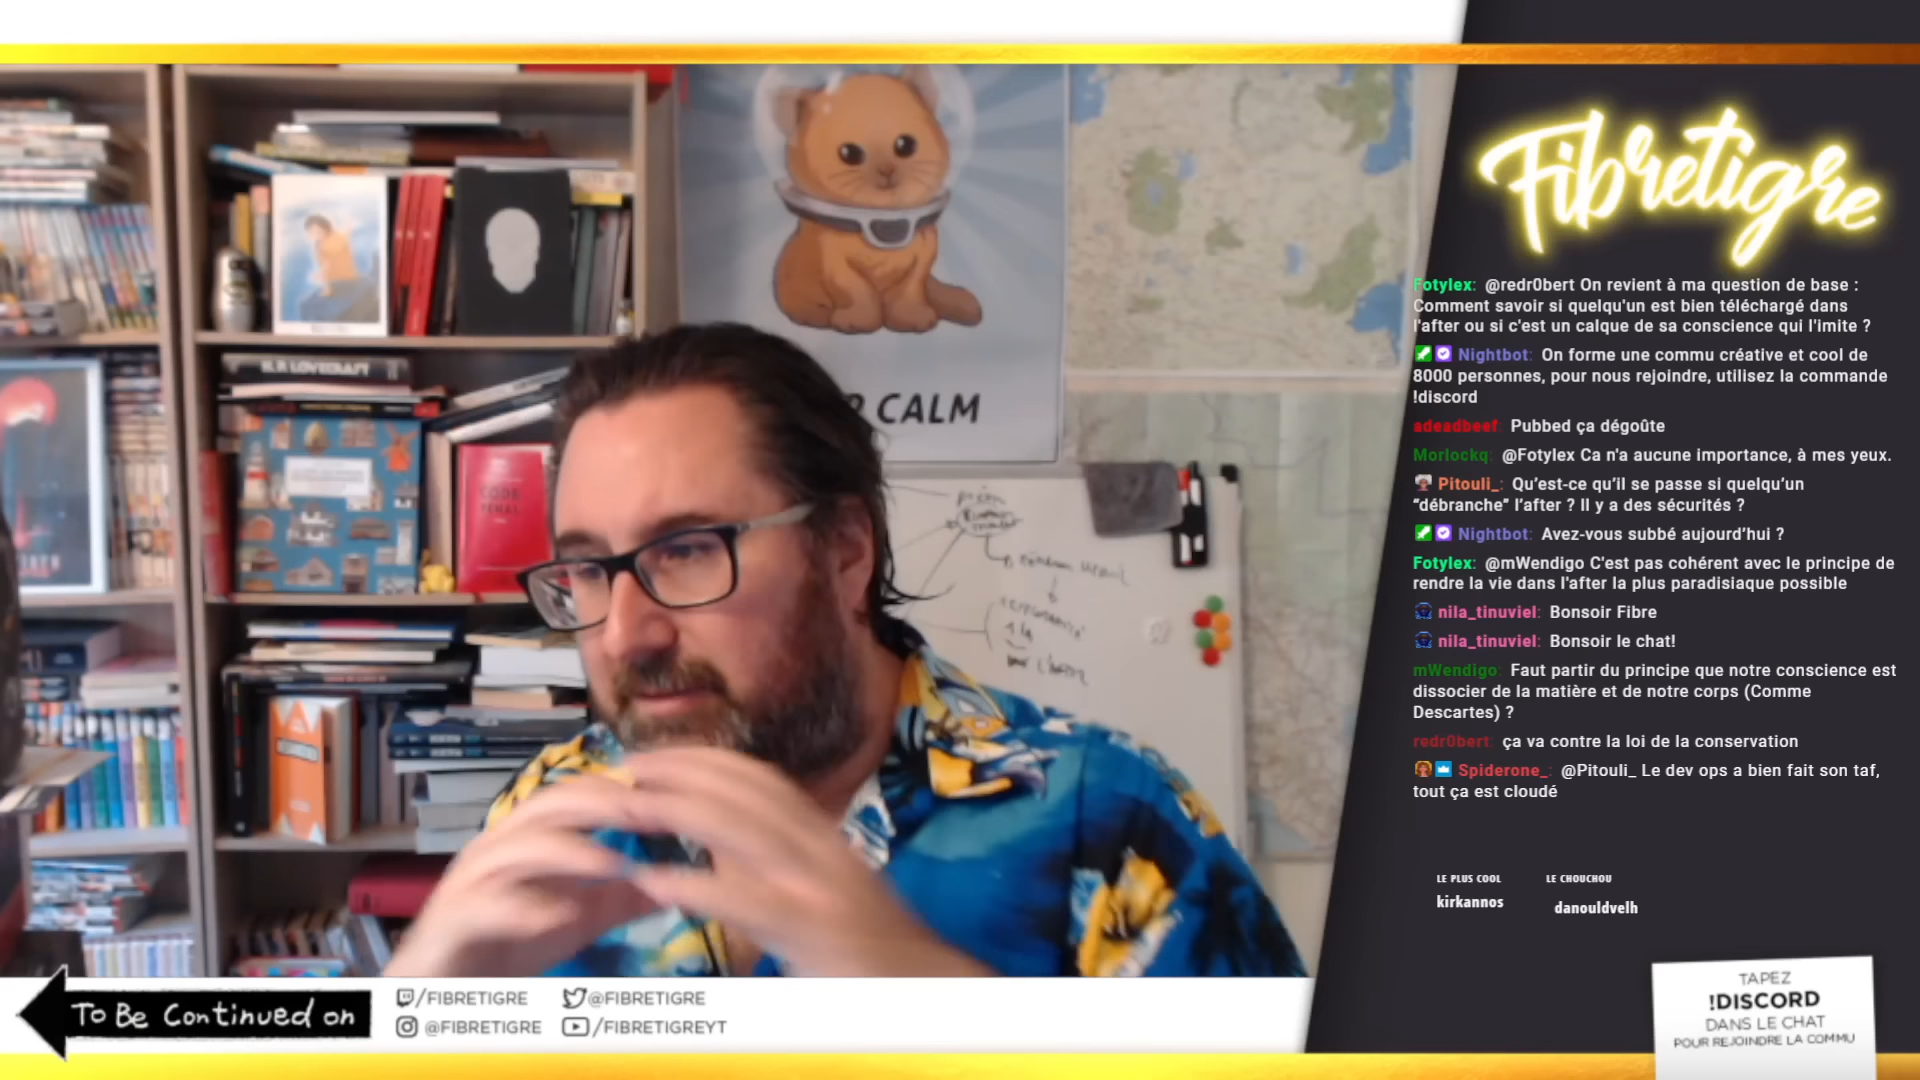 Fibretigre
H.P. LOVECRAFT
CALM
CODE
PENAL
Fotylex: @redr0bert On revient à ma question de base :
Comment savoir si quelqu'un est bien téléchargé dans
l'after ou si c'est un calque de sa conscience qui l'imite ?
Nightbot: On forme une commu créative et cool de
8000 personnes, pour nous rejoindre, utilisez la commande
!discord
adeadbeef: Pubbed ça dégoûte
Morlockq: @Fotylex Ca n'a aucune importance, à mes yeux.
Pitouli_: Qu'est-ce qu'il se passe si quelqu'un
“débranche” l'after ? Il y a des sécurités ?
Nightbot: Avez-vous subbé aujourd'hui ?
Fotylex: @mWendigo C'est pas cohérent avec le principe de
rendre la vie dans l'after la plus paradisiaque possible
nila_tinuviel: Bonsoir Fibre
nila_tinuviel: Bonsoir le chat!
mWendigo: Faut partir du principe que notre conscience est
dissocier de la matière et de notre corps (Comme
Descartes) ?
redr0bert: ça va contre la loi de la conservation
Spiderone_: @Pitouli_ Le dev ops a bien fait son taf,
tout ça est cloudé
LE PLUS COOL
kirkannos
LE CHOUCHOU
danouldvelh
To Be Continued on
/FIBRETIGRE
@FIBRETIGRE
@FIBRETIGRE
/FIBRETIGREYT
TAPEZ
!DISCORD
DANS LE CHAT
POUR REJOINDRE LA COMMU